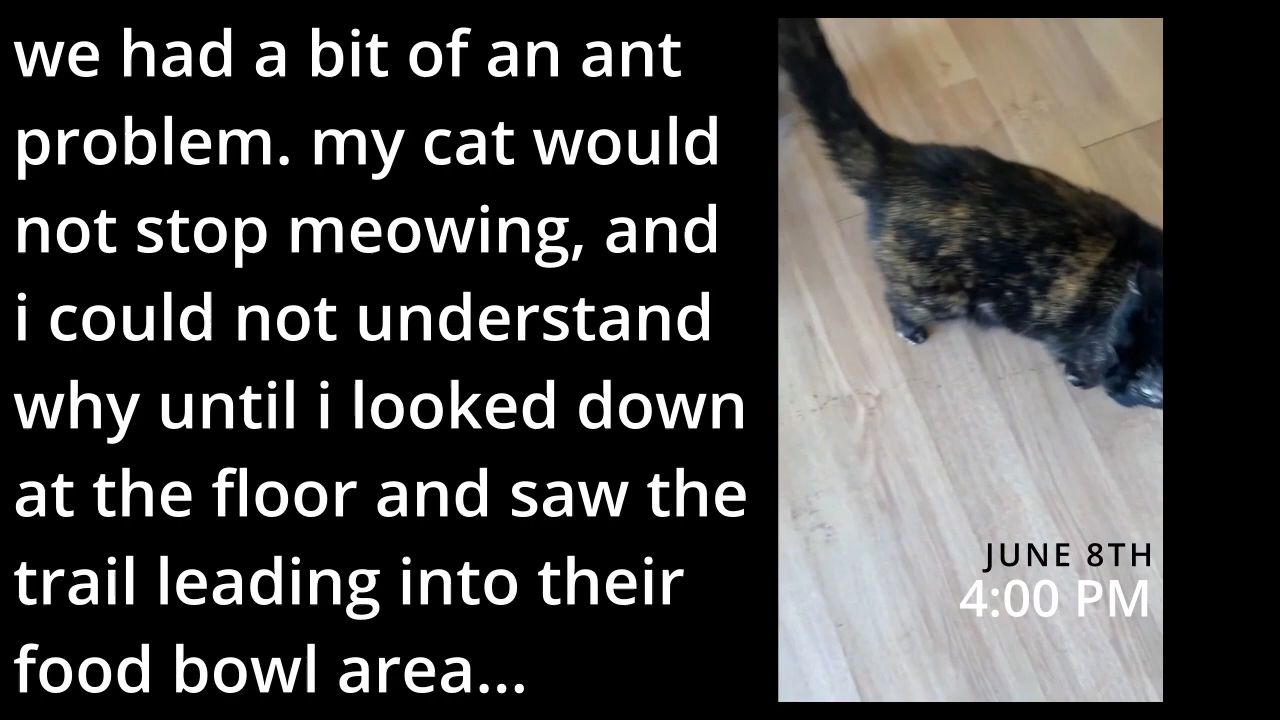 we had a bit of an ant
problem. my cat would
not stop meowing, and
i could not understand
why until i looked down
at the floor and saw the
trail leading into their
food bowl area...
JUNE 8TH
4:00 PM